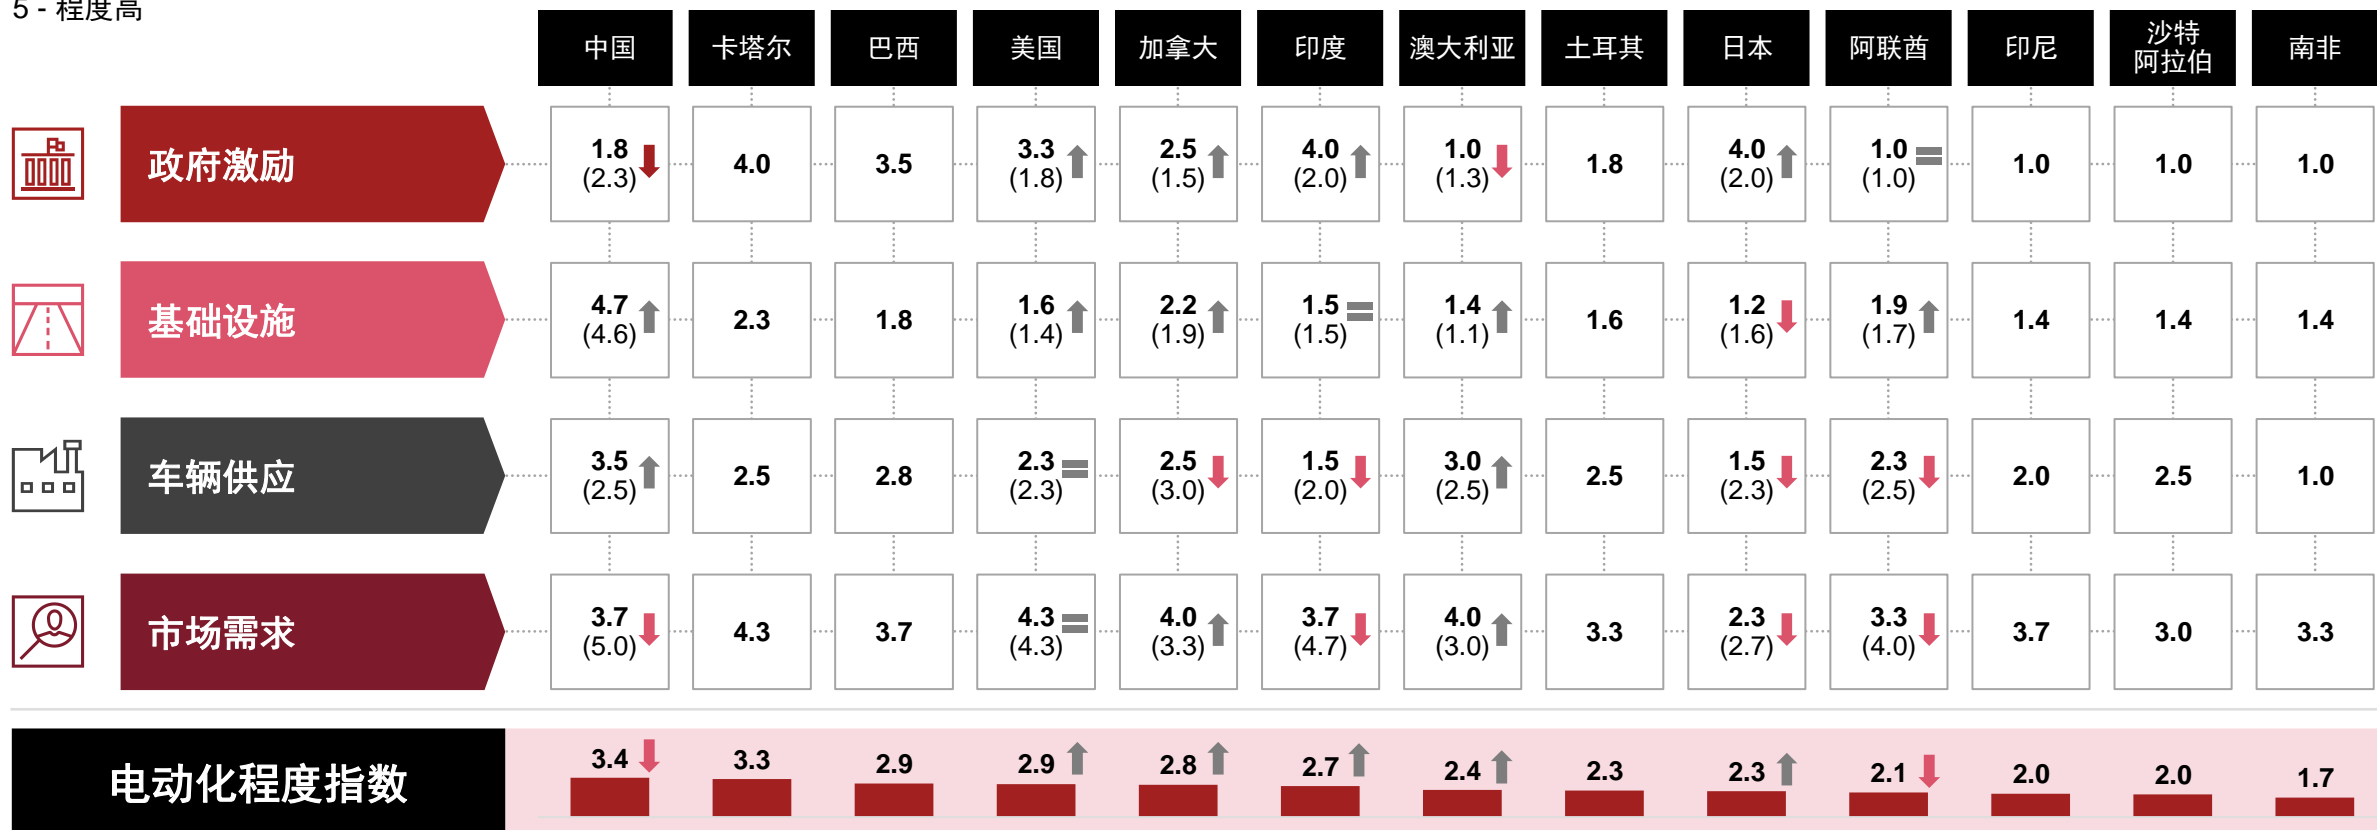 5 - 程度高
中国 卡塔尔 巴西 美国 加拿大 印度 澳大利亚 土耳其 日本 阿联酋 印尼 沙特 南非
阿拉伯
政府激励 1.8 4.0 3.5 3.3 2.5 4.0 1.0 1.8 4.0 1.0 1.0 1.0 1.0
(2.3) (1.8) (1.5) (2.0) (1.3) (2.0) (1.0)
基础设施 4.7 2.3 1.8 1.6 2.2 1.5 1.4 1.6 1.2 1.9 1.4 1.4 1.4
(4.6) (1.4) (1.9) (1.5) (1.1) (1.6) (1.7)
车辆供应 3.5 2.5 2.8 2.3 2.5 1.5 3.0 2.5 1.5 2.3 2.0 2.5 1.0
(2.5) (2.3) (3.0) (2.0) (2.5) (2.3) (2.5)
市场需求 3.7 4.3 3.7 4.3 4.0 3.7 4.0 3.3 2.3 3.3 3.7 3.0 3.3
(5.0) (4.3) (3.3) (4.7) (3.0) (2.7) (4.0)
电动化程度指数 3.4 3.3 2.9 2.9 2.8 2.7 2.4 2.3 2.3 2.1 2.0 2.0 1.7